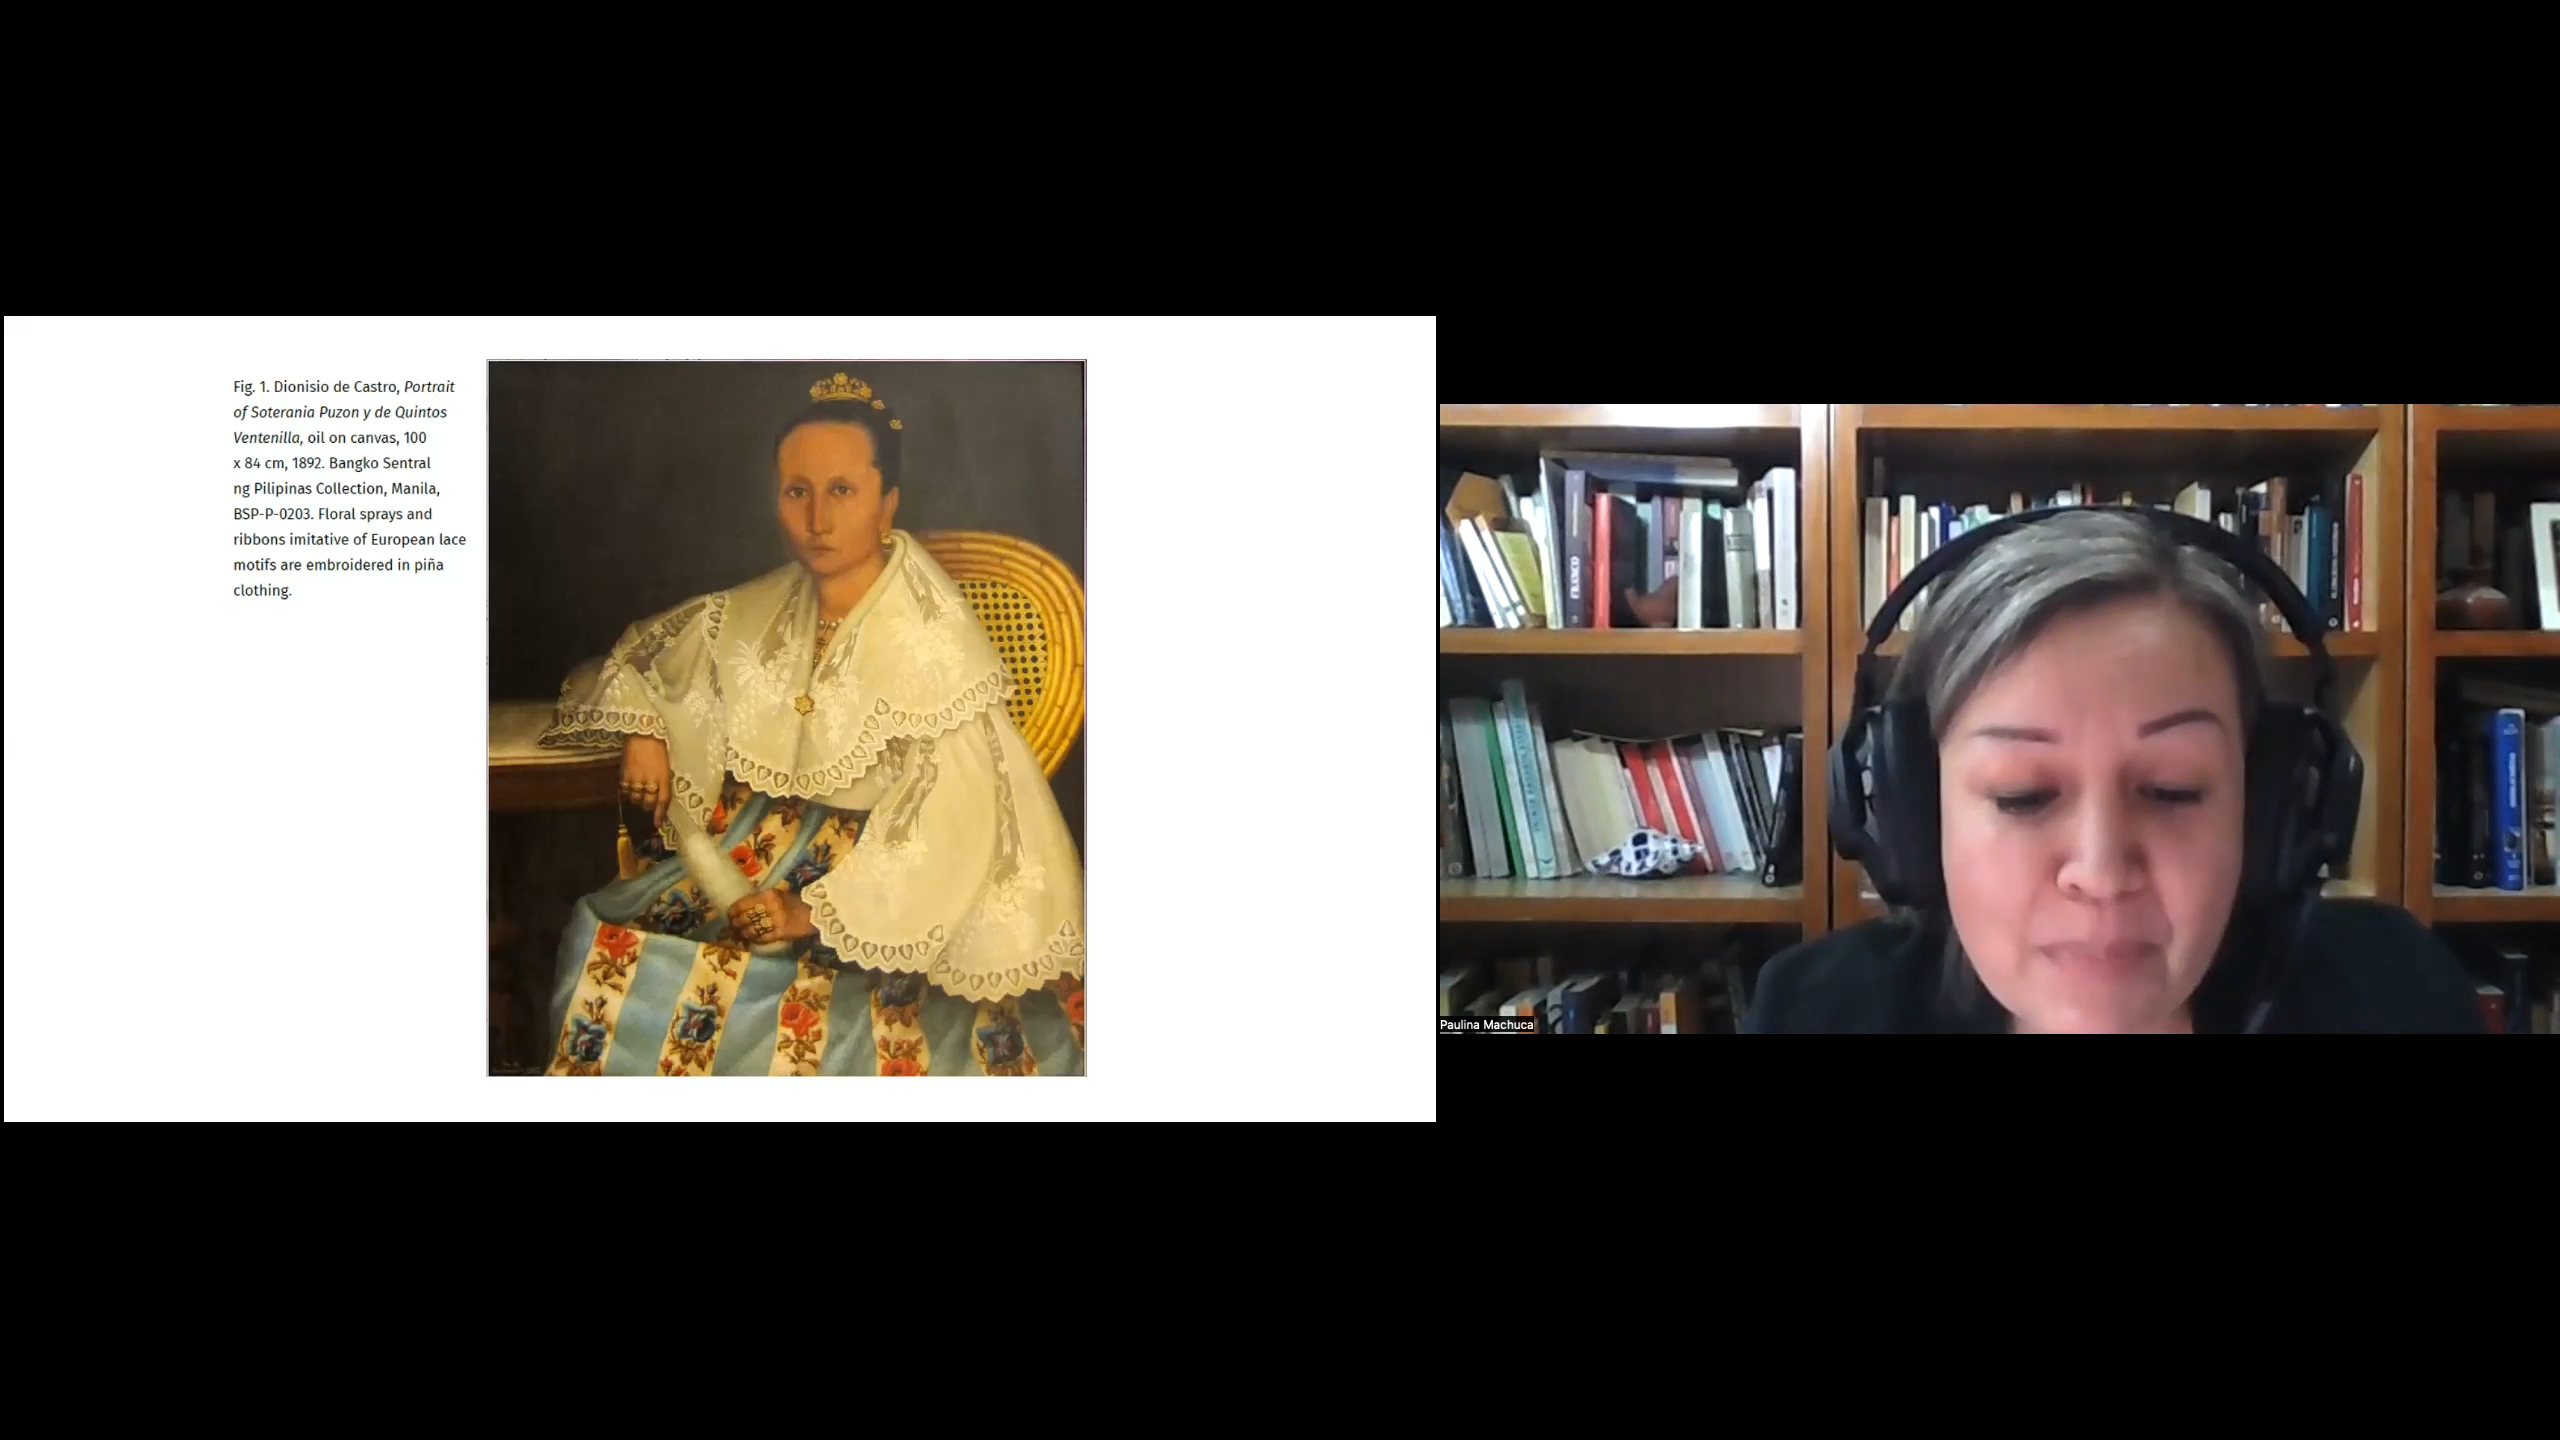 Fig. 1. Dionisio de Castro, Portrait
of Soterania Puzon y de Quintos
Ventenilla, oil on canvas, 100
x 84 cm, 1892. Bangko Sentral
ng Pilipinas Collection, Manila,
BSP-P-0203. Floral sprays and
ribbons imitative of European lace
motifs are embroidered in piña
clothing.
Paulina Machuca